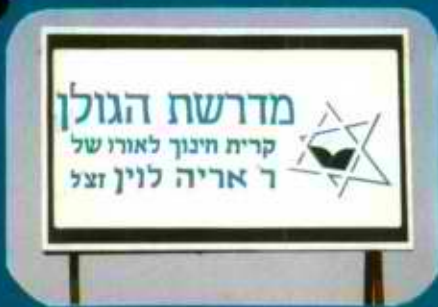 מדרשת הגולן
קרית חינוך לאורו של
ר אריה לוין זצל